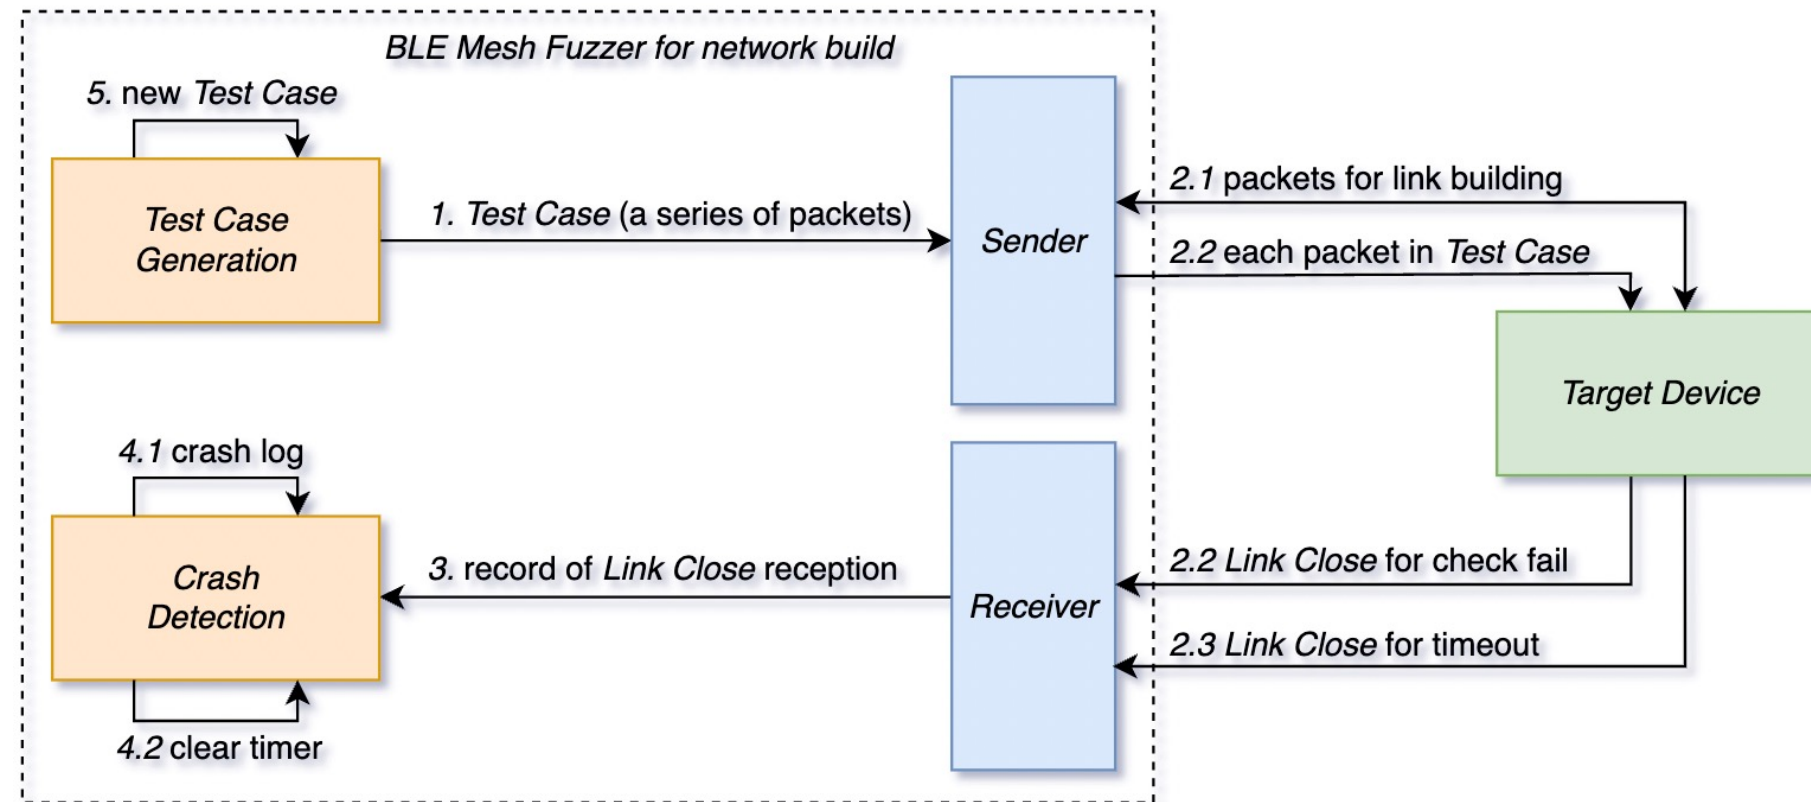 BLE Mesh Fuzzer for network build
5. new Test Case
Test Case
Generation
1. Test Case (a series of packets)
Sender
2.1 packets for link building
2.2 each packet in Test Case
Target Device
4.1 crash log
Crash
Detection
4.2 clear timer
3. record of Link Close reception
Receiver
2.2 Link Close for check fail
2.3 Link Close for timeout